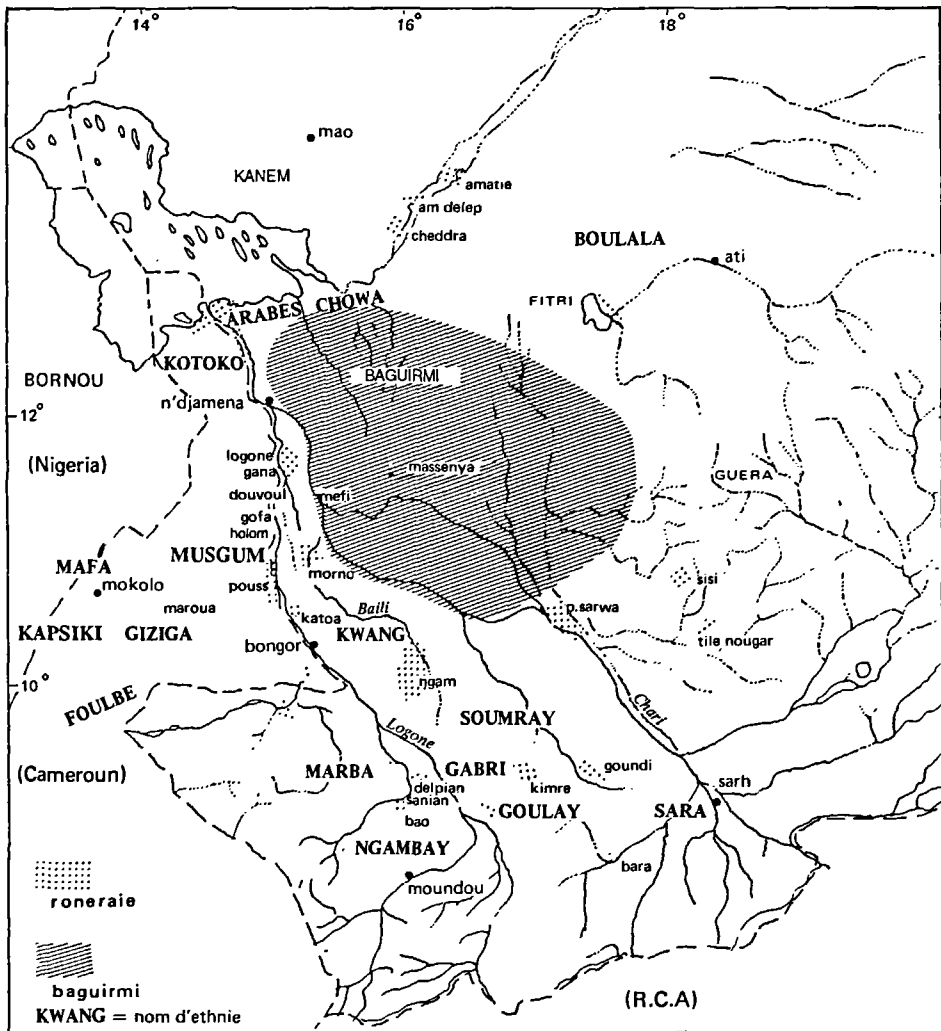 14°
16°
18°
mao
KANEM
amatie
am delep
cheddra
BOULALA
ati
FITRI
ARABES CHOWA
KOTOKO
BAGUIRMI
BORNOU
n'djamena
12°
(Nigeria)
logone
gana
massenya
GUERA
douvoul
mefi
gofa
holom
MUSGUM
MAFA
mokolo
pouss
morno
sisi
maroua
Baili
p.sarwa
katoa
KAPSIKI GIZIGA
KWANG
tile nougar
bongor
10°
ngam
FOULBE
SOUMRAY
Chari
Logone
(Cameroun)
MARBA
GABRI
goundi
delpian
kimre
sanian
sarh
GOULAY
SARA
bao
NGAMBAY
bara
moundou
roneraie
baguirmi
(R.C.A)
KWANG = nom d'ethnie